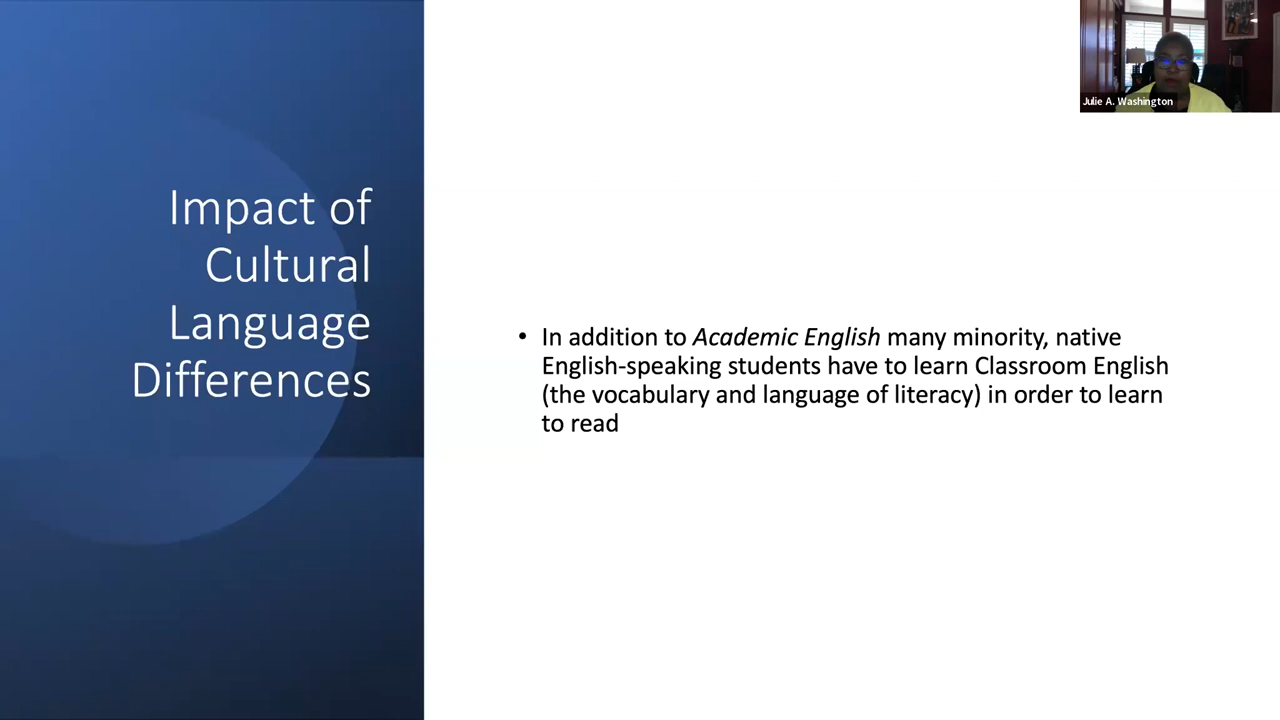 Impact of
Cultural
Language
Differences
• In addition to Academic English many minority, native
English-speaking students have to learn Classroom English
(the vocabulary and language of literacy) in order to learn
to read
Julie A. Washington